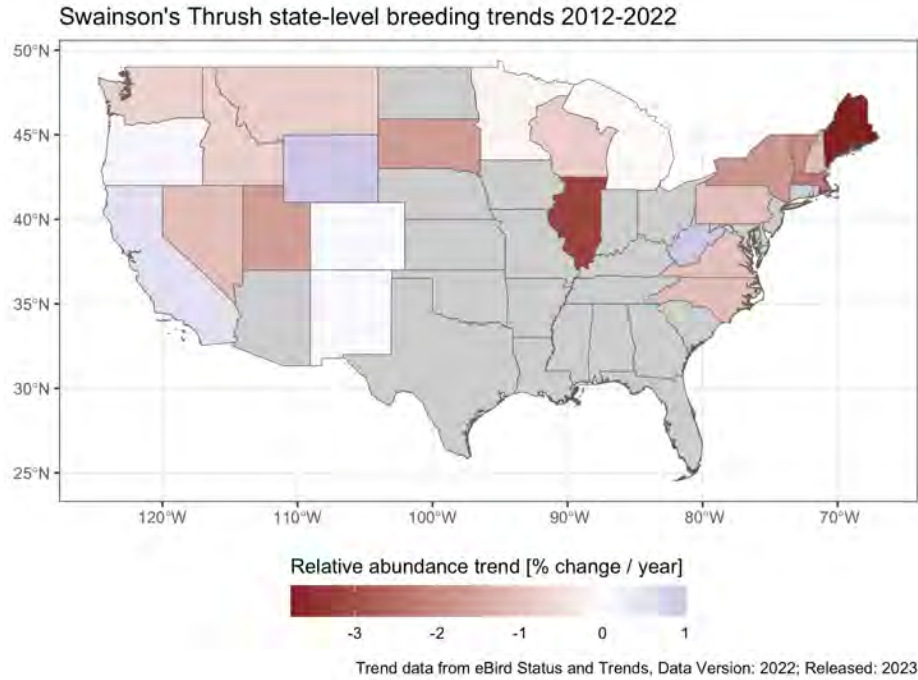 Swainson's Thrush state-level breeding trends 2012-2022
50°N
45°N
40°N
35°N
30°N
25°N
120°W 110°W 100°W 90°W 80°W 70°W
Relative abundance trend [% change / year]
-3 -2 -1 0 1
Trend data from eBird Status and Trends, Data Version: 2022; Released: 2023